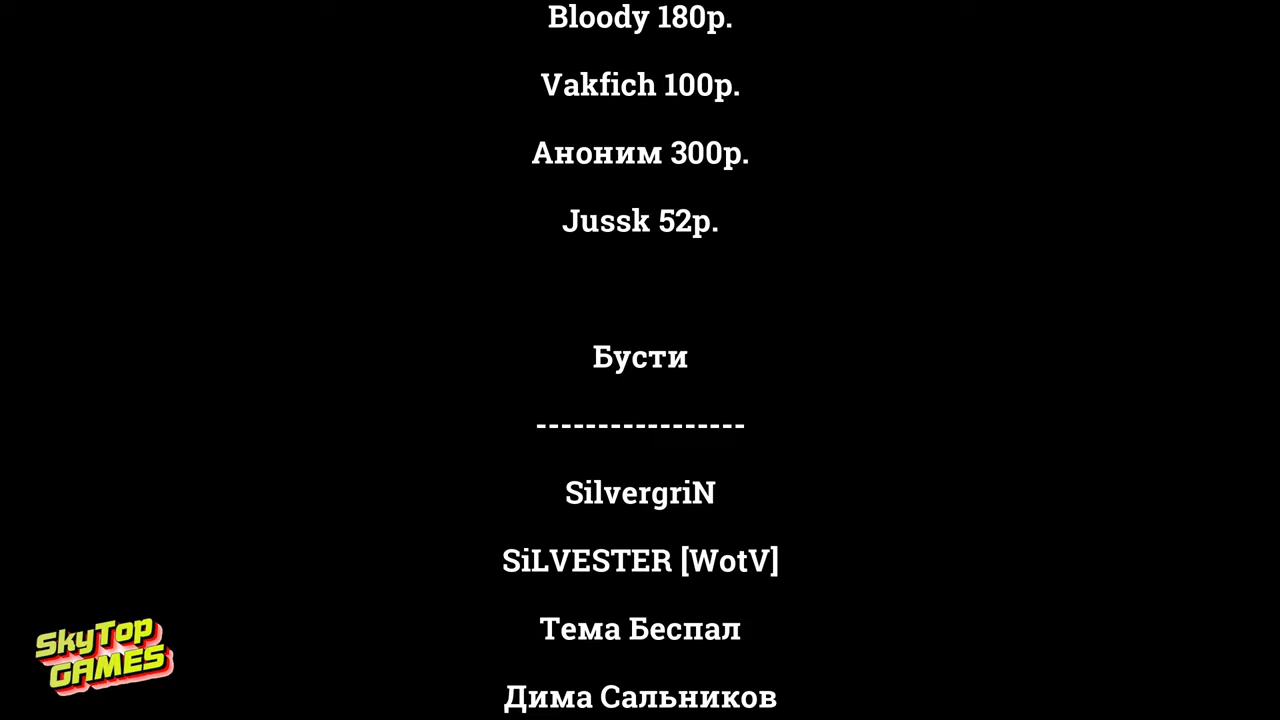 Bloody 180р.
Vakfich 100р.
Аноним 300р.
Jussk 52р.
Бусти
-----------------
SilvergriN
SiLVESTER [WotV]
Тема Беспал
Дима Сальников
SkyTop
GAMES